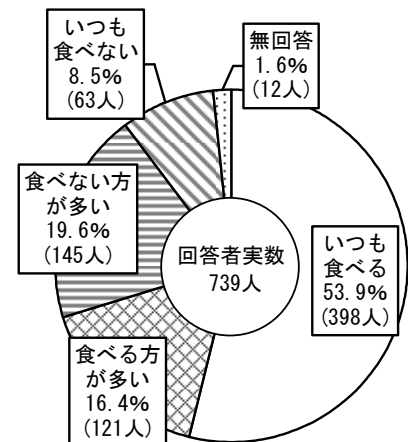 いつも
食べない
8.5%
(63人)
無回答
1.6%
(12人)
食べない方
が多い
19.6%
(145人)
回答者実数
739人
いつも
食べる
53.9%
(398人)
食べる方
が多い
16.4%
(121人)